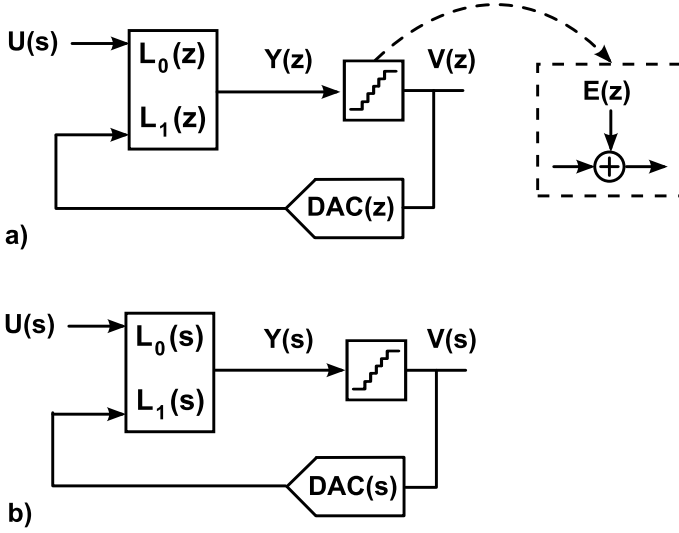 U(s)
L0(z)
L1(z)
Y(z)
V(z)
E(z)
DAC(z)
a)
U(s)
L0(s)
L1(s)
Y(s)
V(s)
DAC(s)
b)